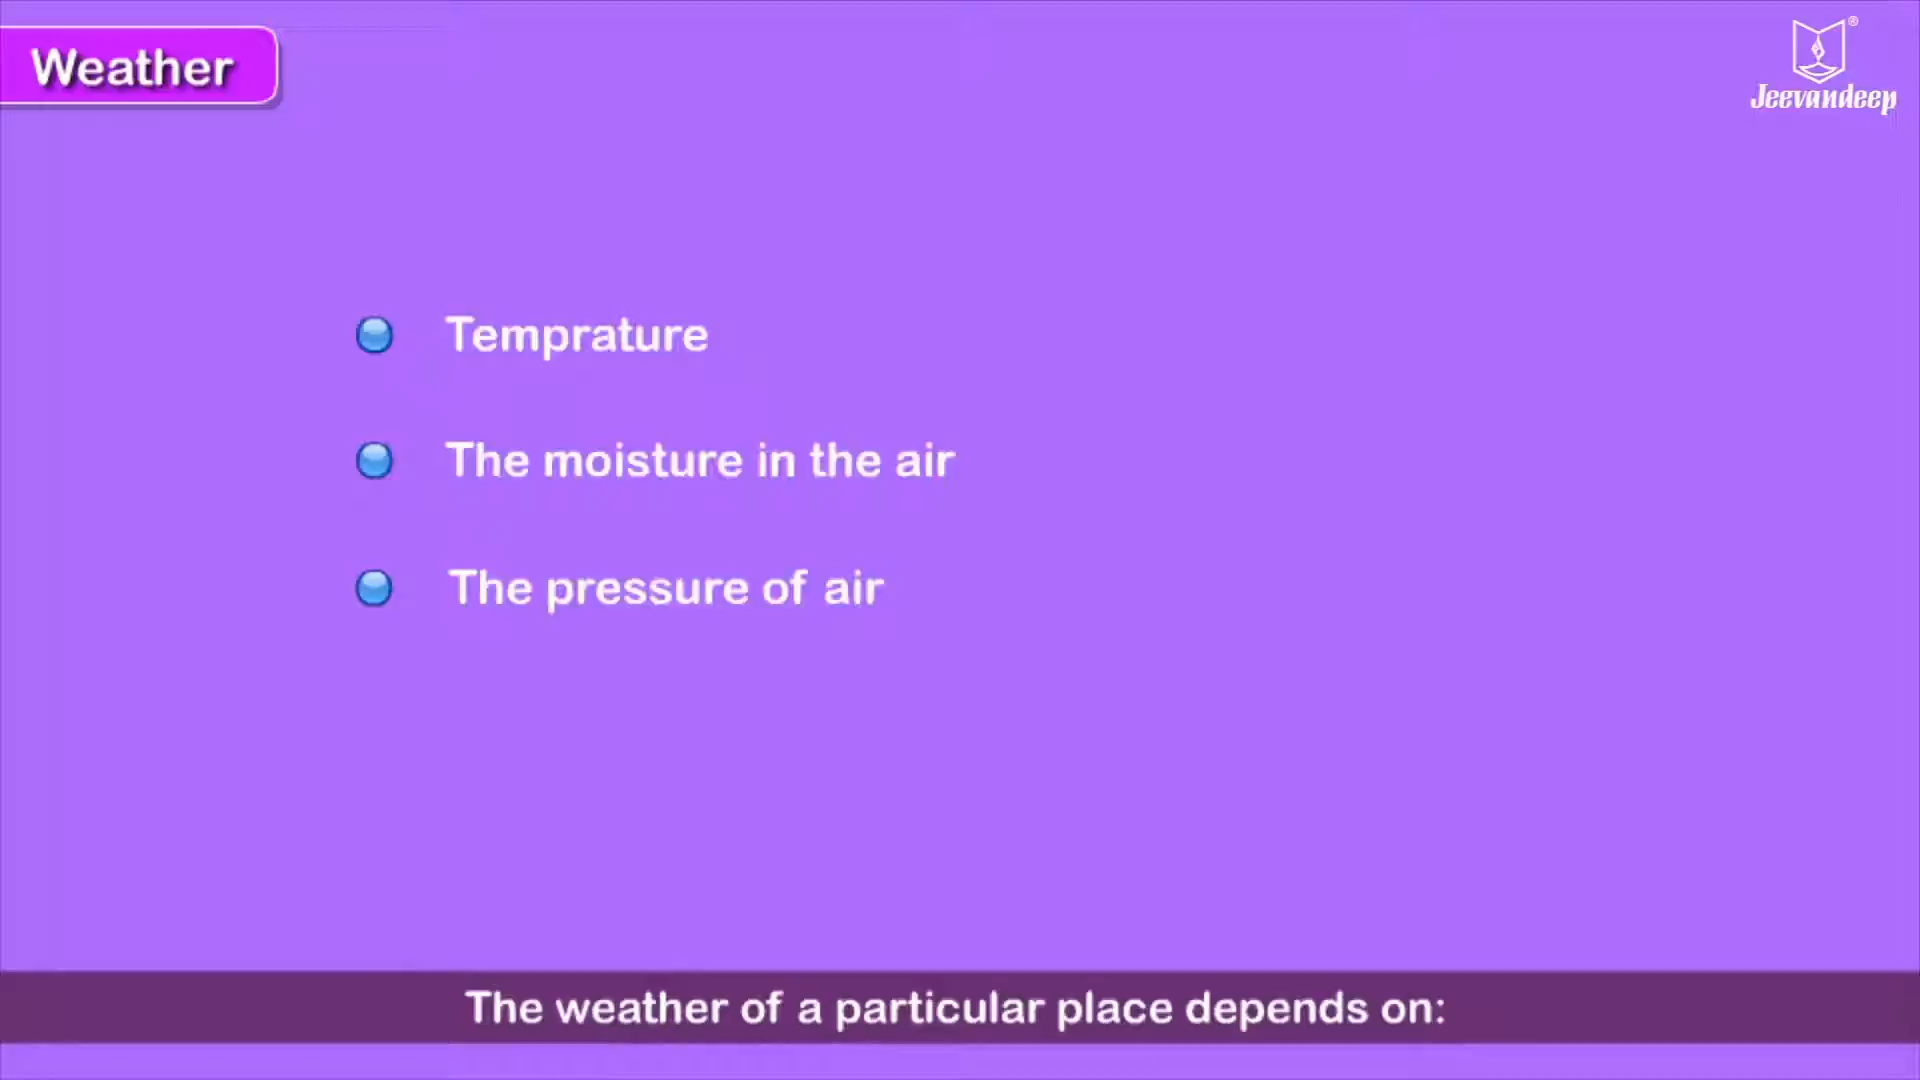 Weather
®
Jeevandeep
Temprature
The moisture in the air
The pressure of air
The weather of a particular place depends on: